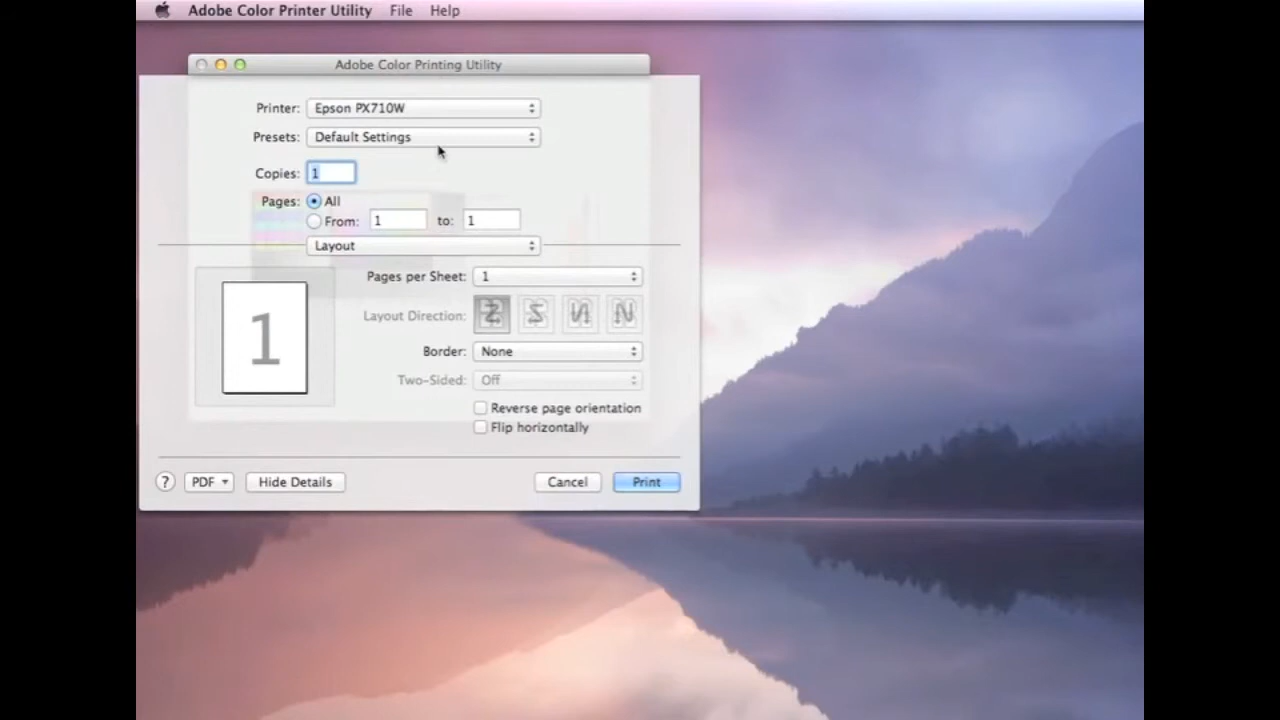 Adobe Color Printer Utility File Help
Adobe Color Printing Utility
Printer: Epson PX710W
Presets: Default Settings
Copies: 1
Pages: All
From: 1 to: 1
Layout
Pages per Sheet: 1
1
Layout Direction:
Border: None
Two-Sided: Off
Reverse page orientation
Flip horizontally
? PDF Hide Details Cancel Print